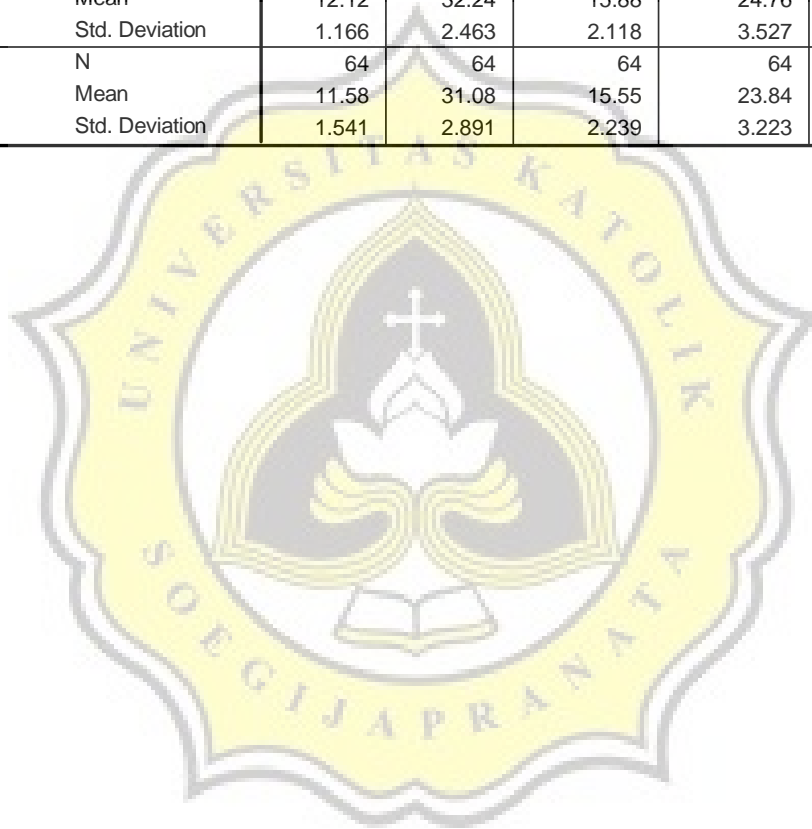 Mean 12.12 32.24 15.88 24.76
Std. Deviation 1.166 2.463 2.118 3.527
N 64 64 64 64
Mean 11.58 31.08 15.55 23.84
Std. Deviation 1.541 2.891 2.239 3.223
UNIVERSITAS KATOLIK
SOEGIJAPRANATA